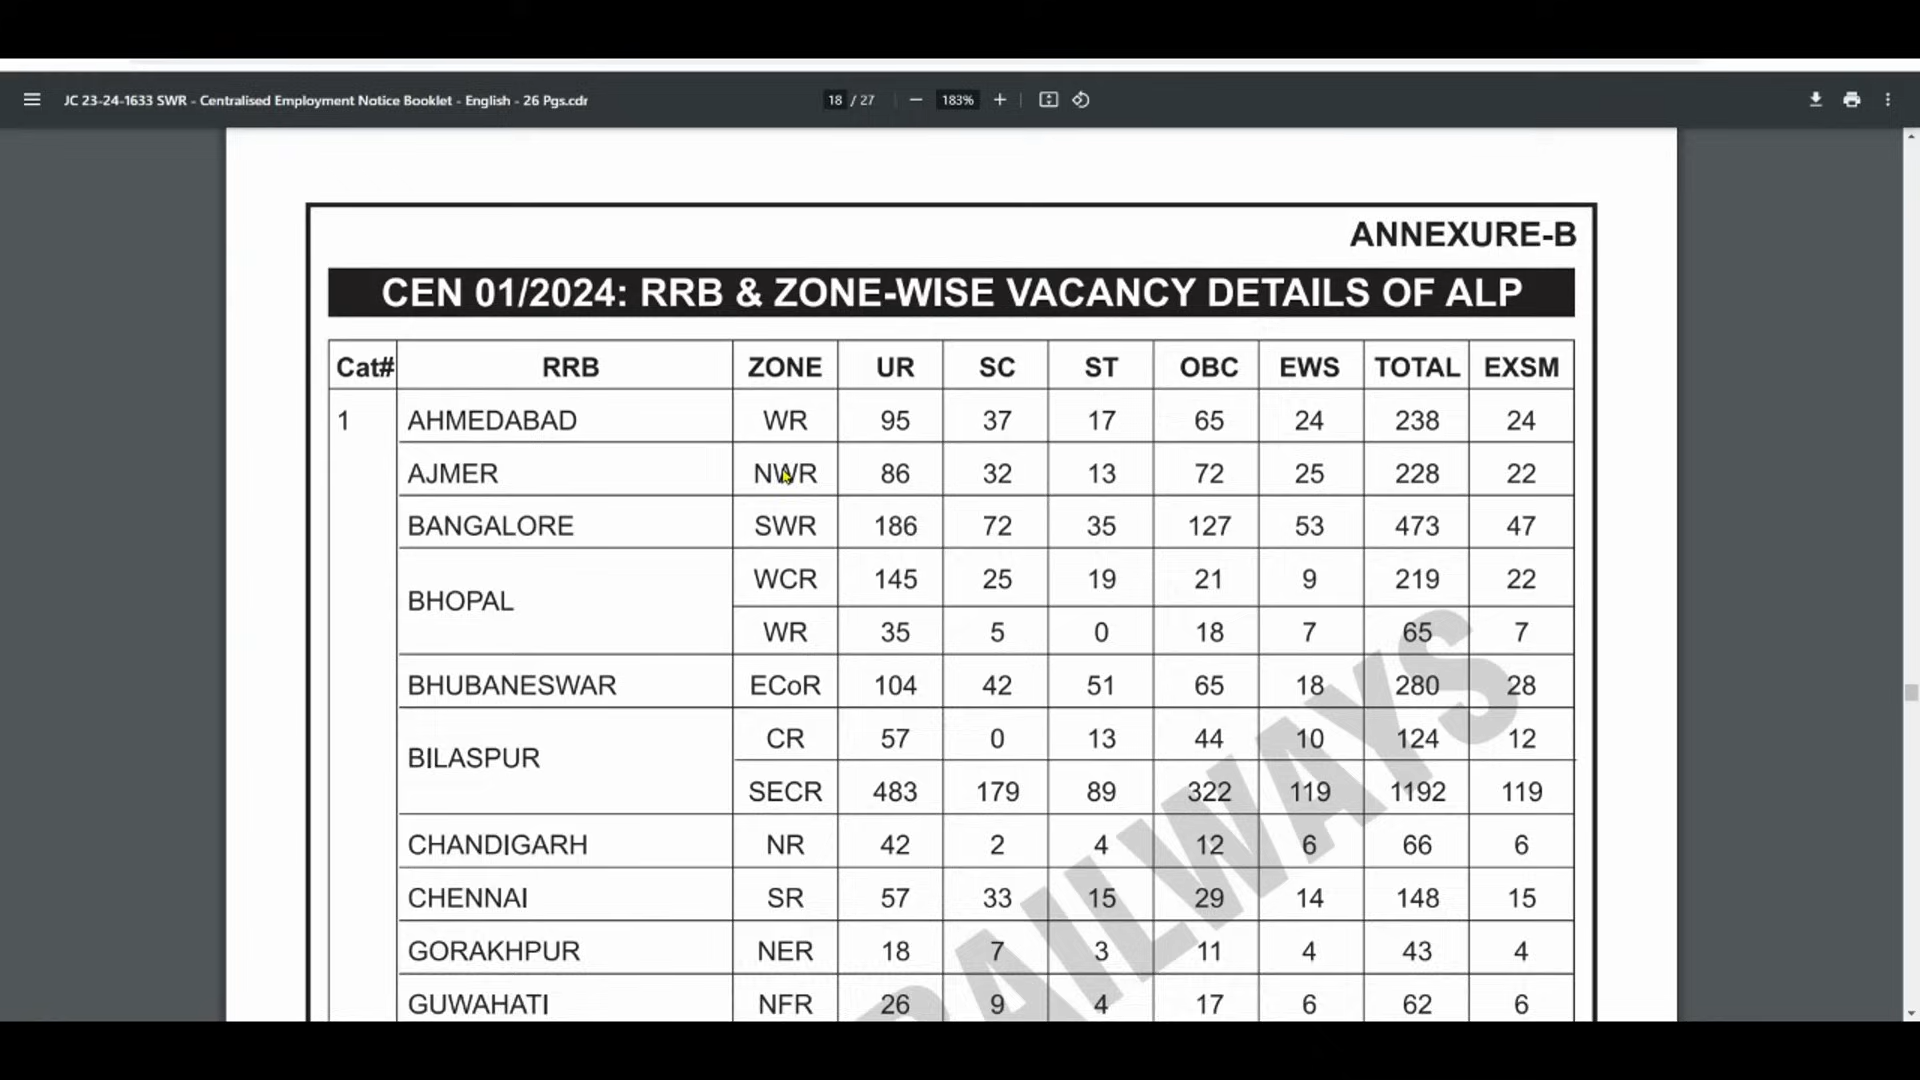 JC 23-24-1633 SWR - Centralised Employment Notice Booklet - English - 26 Pgs.cdr 18 / 27 183%
ANNEXURE-B
CEN 01/2024: RRB & ZONE-WISE VACANCY DETAILS OF ALP
Cat# RRB ZONE UR SC ST OBC EWS TOTAL EXSM
1 AHMEDABAD WR 95 37 17 65 24 238 24
AJMER NWR 86 32 13 72 25 228 22
BANGALORE SWR 186 72 35 127 53 473 47
BHOPAL WCR 145 25 19 21 9 219 22
WR 35 5 0 18 7 65 7
BHUBANESWAR ECoR 104 42 51 65 18 280 28
BILASPUR CR 57 0 13 44 10 124 12
SECR 483 179 89 322 119 1192 119
CHANDIGARH NR 42 2 4 12 6 66 6
CHENNAI SR 57 33 15 29 14 148 15
GORAKHPUR NER 18 7 3 11 4 43 4
GUWAHATI NFR 26 9 4 17 6 62 6
RAILWAYS